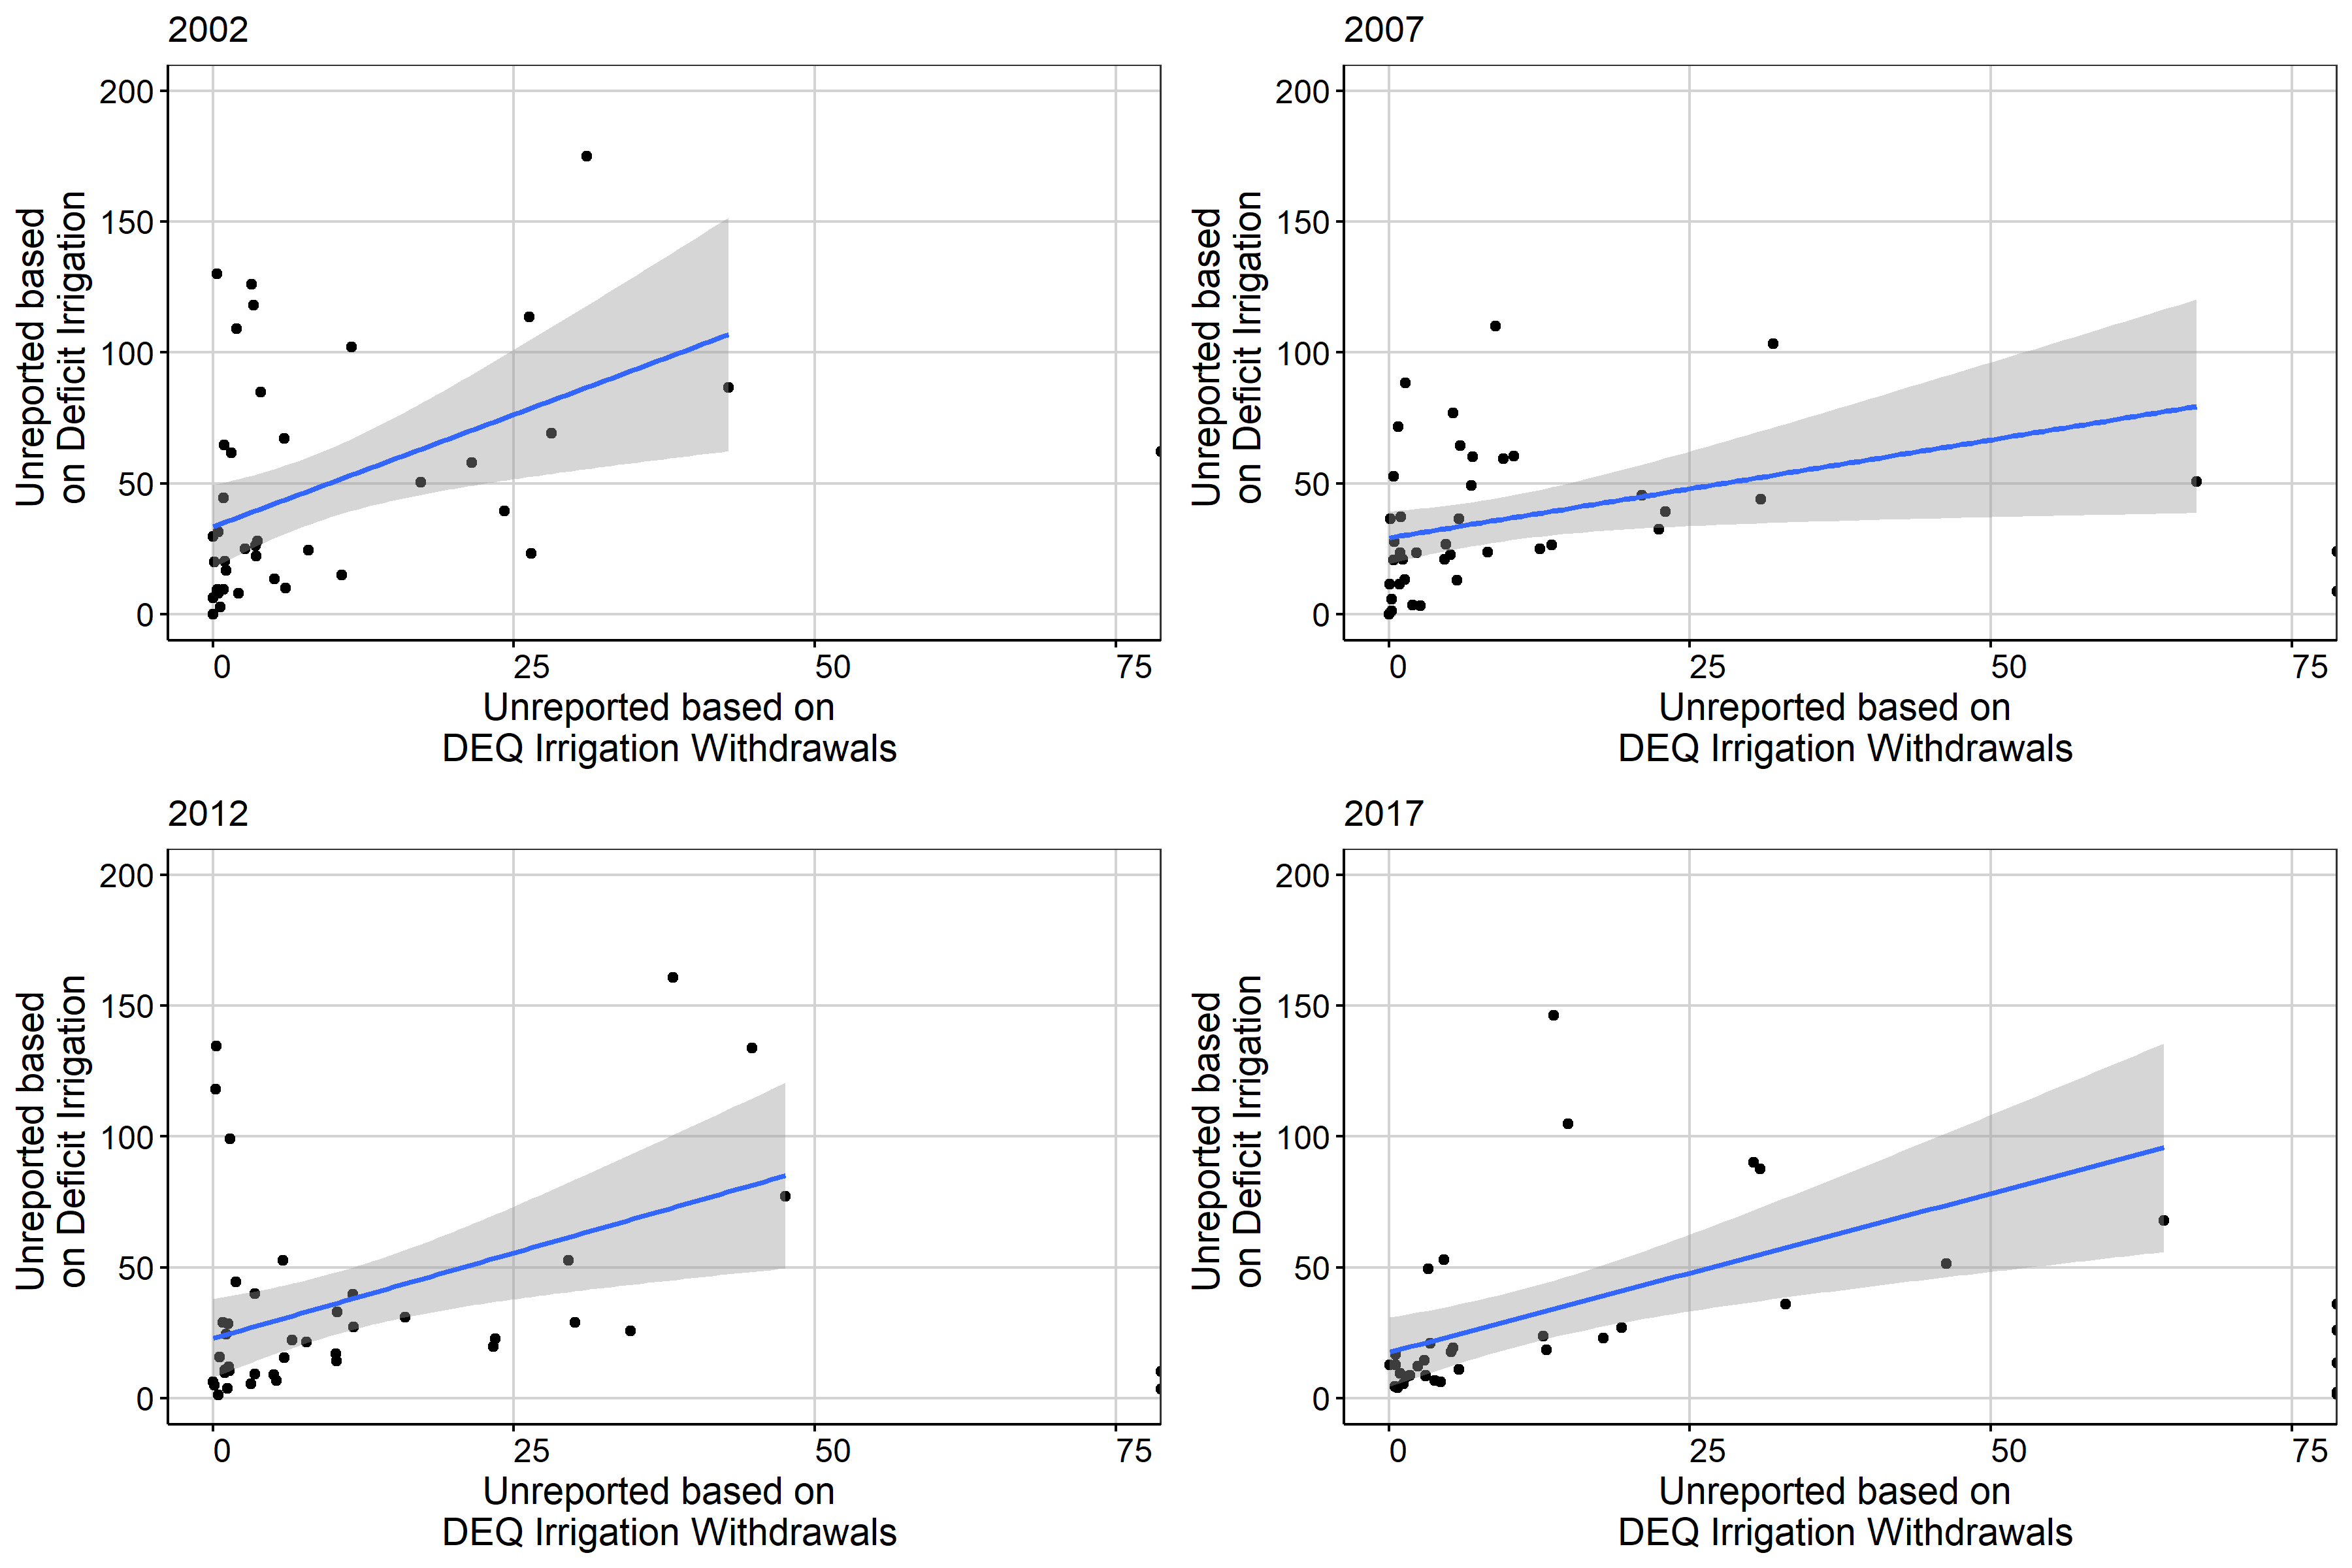 2002
200
150
100
50
0
Unreported based
on Deficit Irrigation
0 25 50 75
Unreported based on
DEQ Irrigation Withdrawals
2007
200
150
100
50
0
Unreported based
on Deficit Irrigation
0 25 50 75
Unreported based on
DEQ Irrigation Withdrawals
2012
200
150
100
50
0
Unreported based
on Deficit Irrigation
0 25 50 75
Unreported based on
DEQ Irrigation Withdrawals
2017
200
150
100
50
0
Unreported based
on Deficit Irrigation
0 25 50 75
Unreported based on
DEQ Irrigation Withdrawals